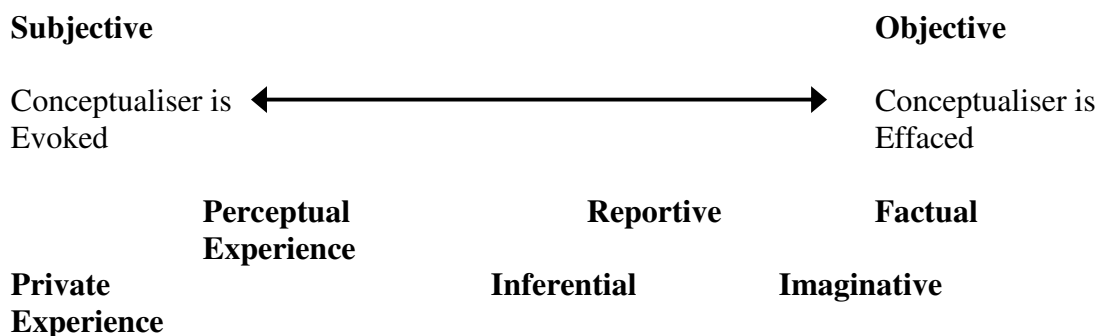 Subjective Objective
Conceptualiser is Conceptualiser is
Evoked Effaced
Perceptual Reportive Factual
Experience
Private Inferential Imaginative
Experience